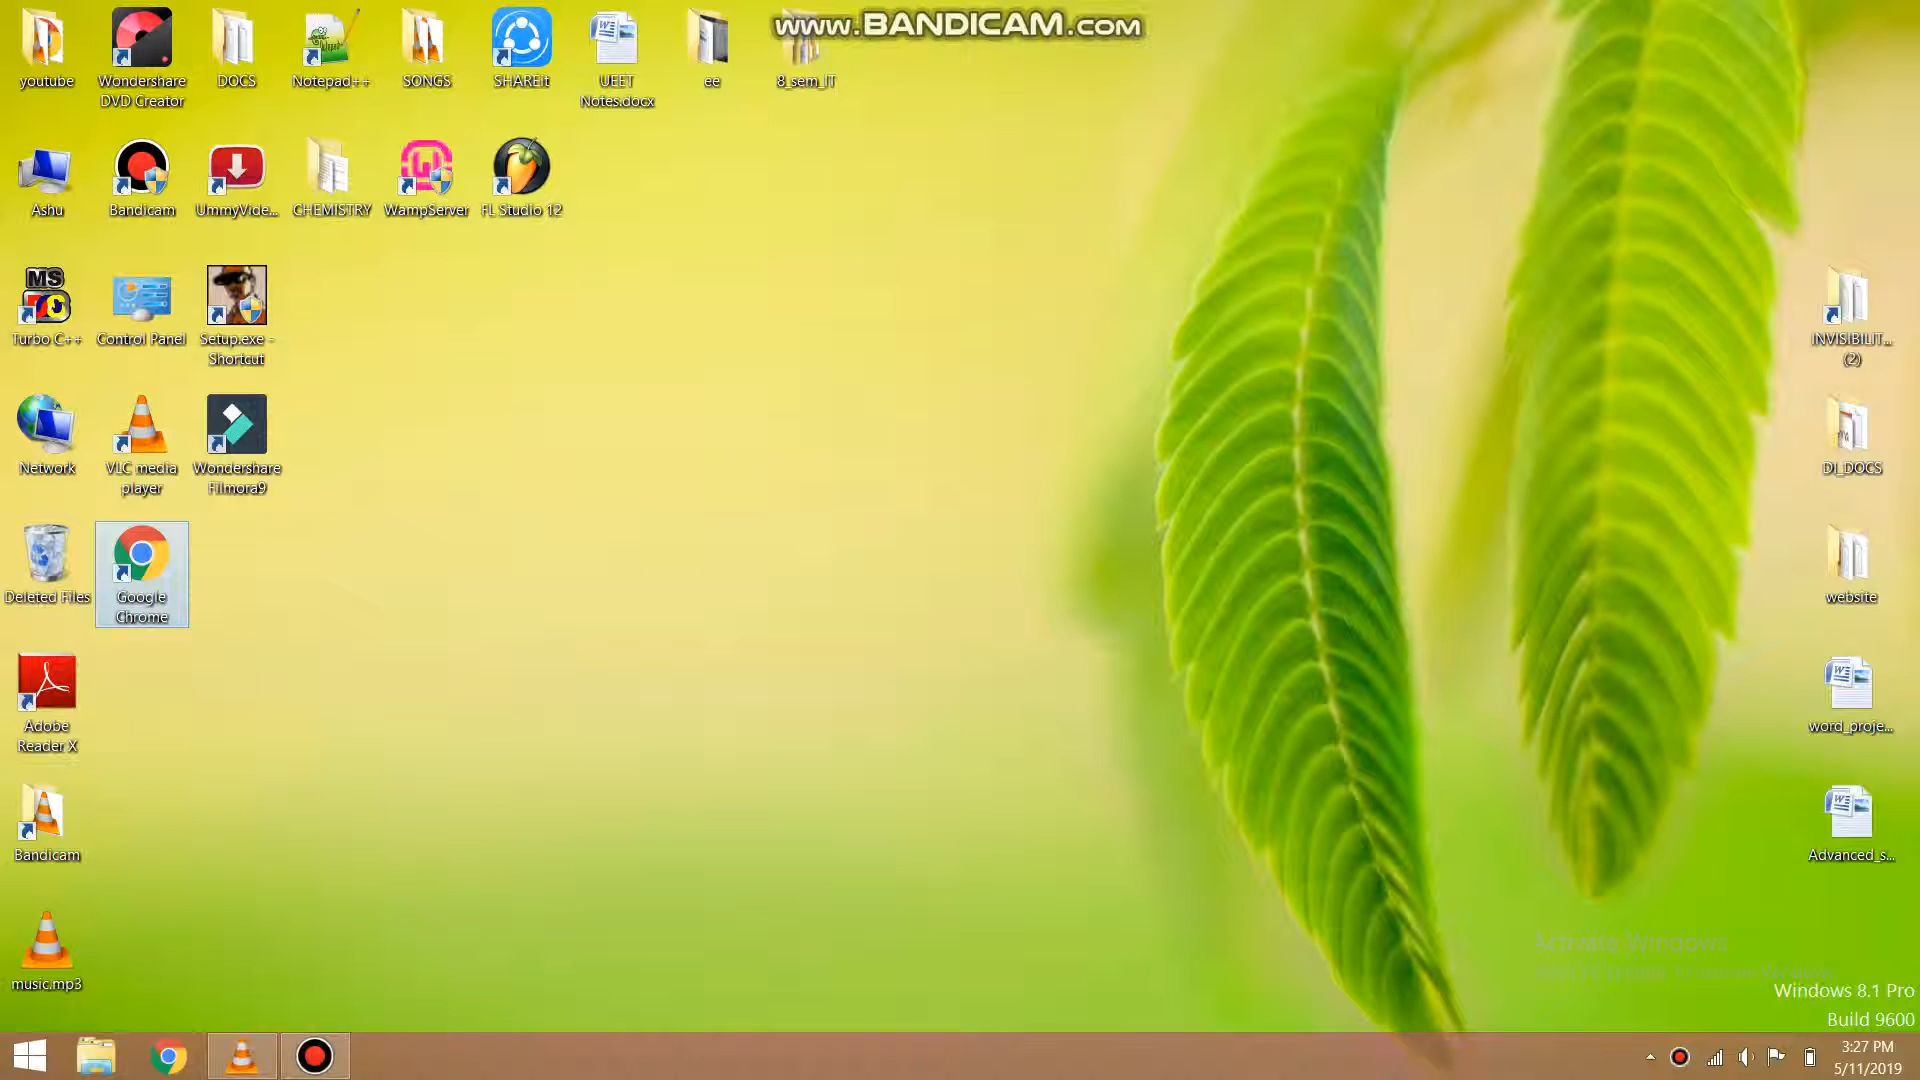 www.BANDICAM.com
youtube
Wondershare
DVD Creator
DOCS
Notepad++
SONGS
SHAREit
UEET
Notes.docx
ee
8_sem_IT
Ashu
Bandicam
UmmyVide...
CHEMISTRY
WampServer
FL Studio 12
MS
Turbo C++
Control Panel
Setup.exe -
Shortcut
INVISIBILIT...
(2)
Network
VLC media
player
Wondershare
Filmora9
DI_DOCS
Deleted Files
Google
Chrome
website
Adobe
Reader X
word_proje...
Bandicam
Advanced_s...
music.mp3
Activate Windows
Windows 8.1 Pro
Build 9600
3:27 PM
5/11/2019